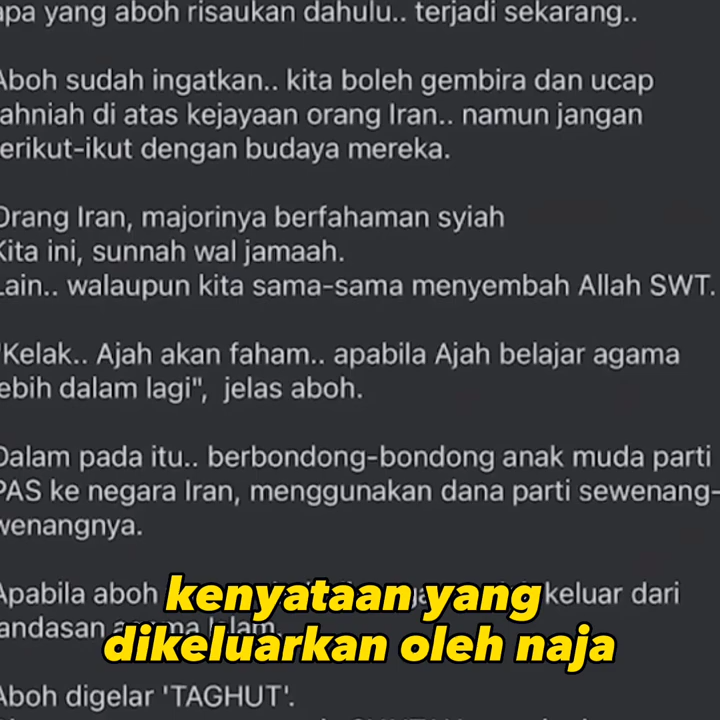 apa yang aboh risaukan dahulu.. terjadi sekarang..
Aboh sudah ingatkan.. kita boleh gembira dan ucap
ahniah di atas kejayaan orang Iran.. namun jangan
erikut-ikut dengan budaya mereka.
Orang Iran, majorinya berfahaman syiah
Kita ini, sunnah wal jamaah.
Lain.. walaupun kita sama-sama menyembah Allah SWT.
"Kelak.. Ajah akan faham.. apabila Ajah belajar agama
ebih dalam lagi", jelas aboh.
Dalam pada itu.. berbondong-bondong anak muda parti
PAS ke negara Iran, menggunakan dana parti sewenang-
wenangnya.
Apabila aboh keluar dari
andasan
kenyataan yang
dikeluarkan oleh naja
Aboh digelar 'TAGHUT'.